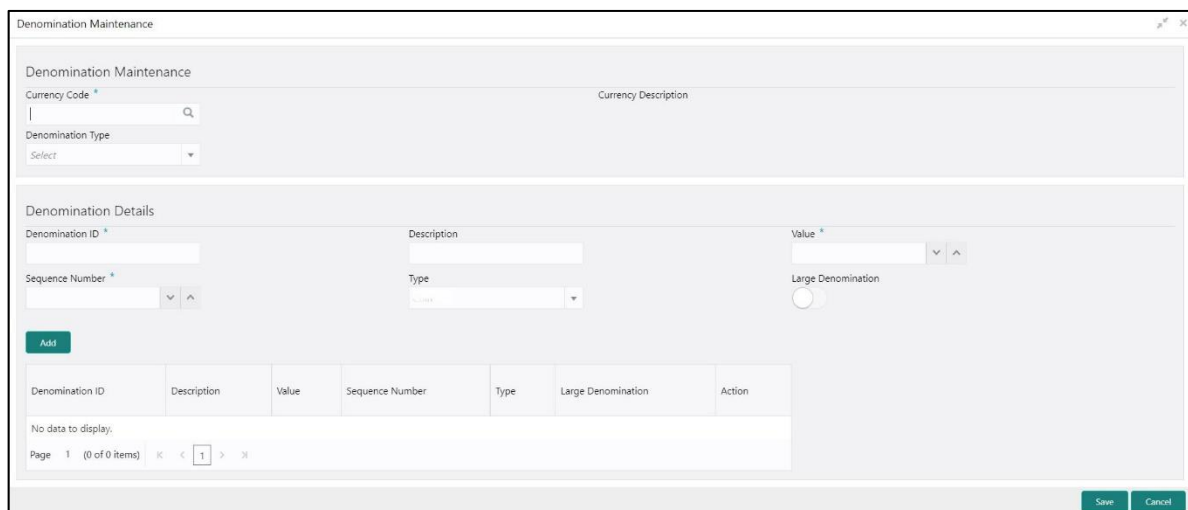 Denomination Maintenance
Denomination Maintenance
Currency Code * Currency Description
Denomination Type
Select
Denomination Details
Denomination ID * Description Value *
Sequence Number * Type Large Denomination
Add
Denomination ID Description Value Sequence Number Type Large Denomination Action
No data to display.
Page 1 (0 of 0 items) 1
Save Cancel